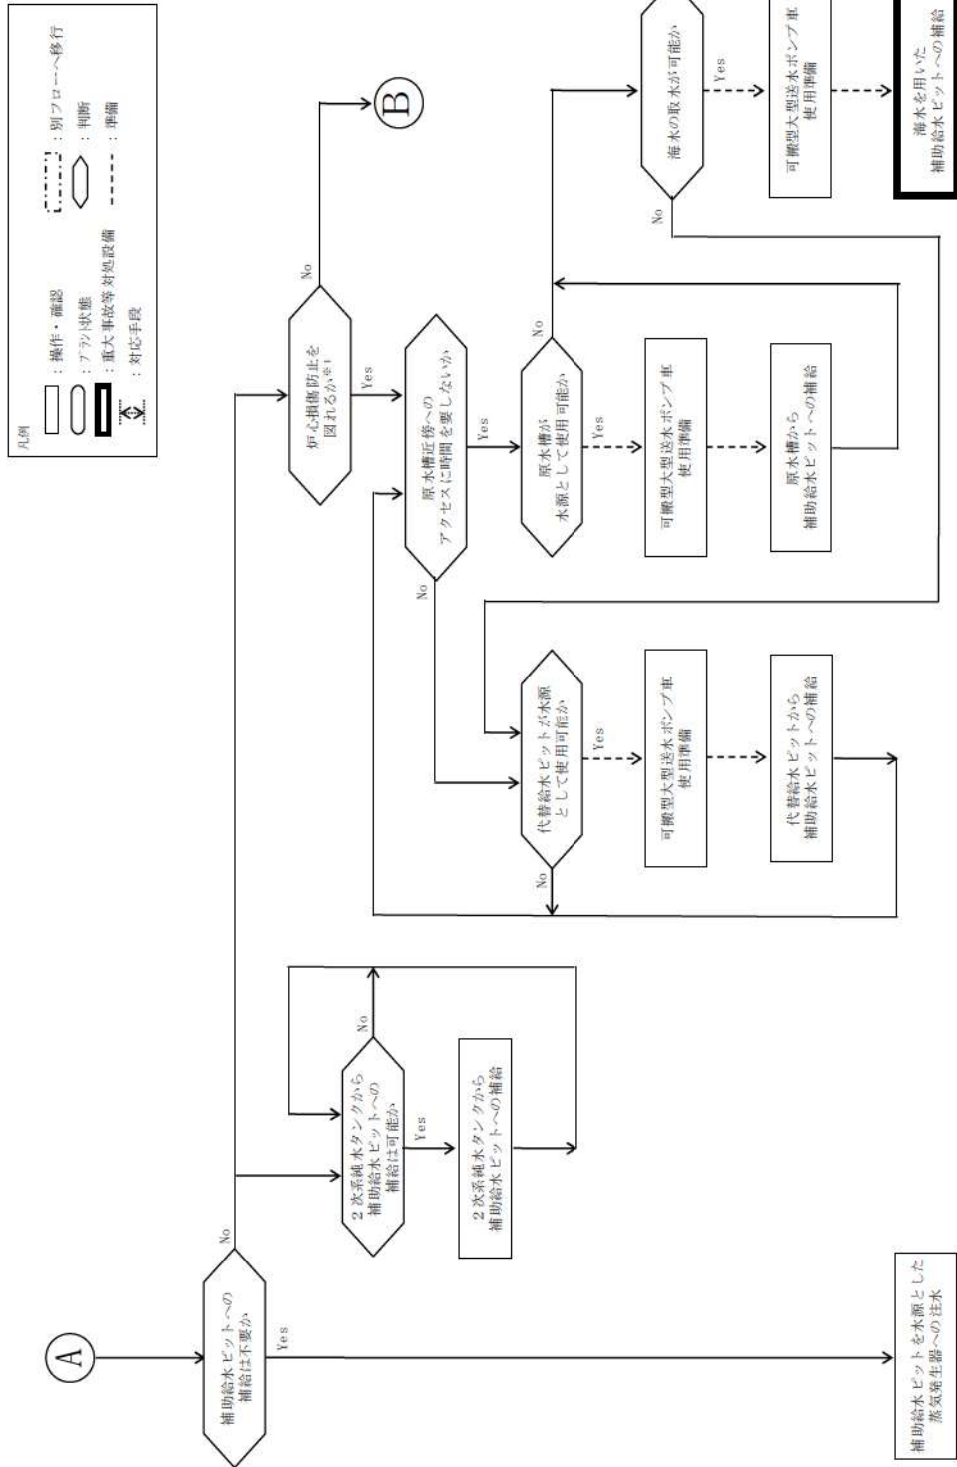 凡例
：操作・確認
：プラント状態
：重大事故等対処設備
：対応手段
：別フローへ移行
：判断
：準備
A
補助給水ピットへの
補給は不要か
No
Yes
補助給水ピットを水源とした
蒸気発生器への注水
2次系純水タンクから
補助給水ピットへの
補給は可能か
No
Yes
2次系純水タンクから
補助給水ピットへの補給
炉心損傷防止を
図れるか※1
No
B
Yes
原水槽近傍への
アクセスに時間を要しないか
No
Yes
代替給水ピットが水源
として使用可能か
No
Yes
可搬型大型送水ポンプ車
使用準備
代替給水ピットから
補助給水ピットへの補給
原水槽が
水源として使用可能か
No
Yes
可搬型大型送水ポンプ車
使用準備
原水槽から
補助給水ピットへの補給
海水の取水が可能か
No
Yes
可搬型大型送水ポンプ車
使用準備
海水を用いた
補助給水ピットへの補給